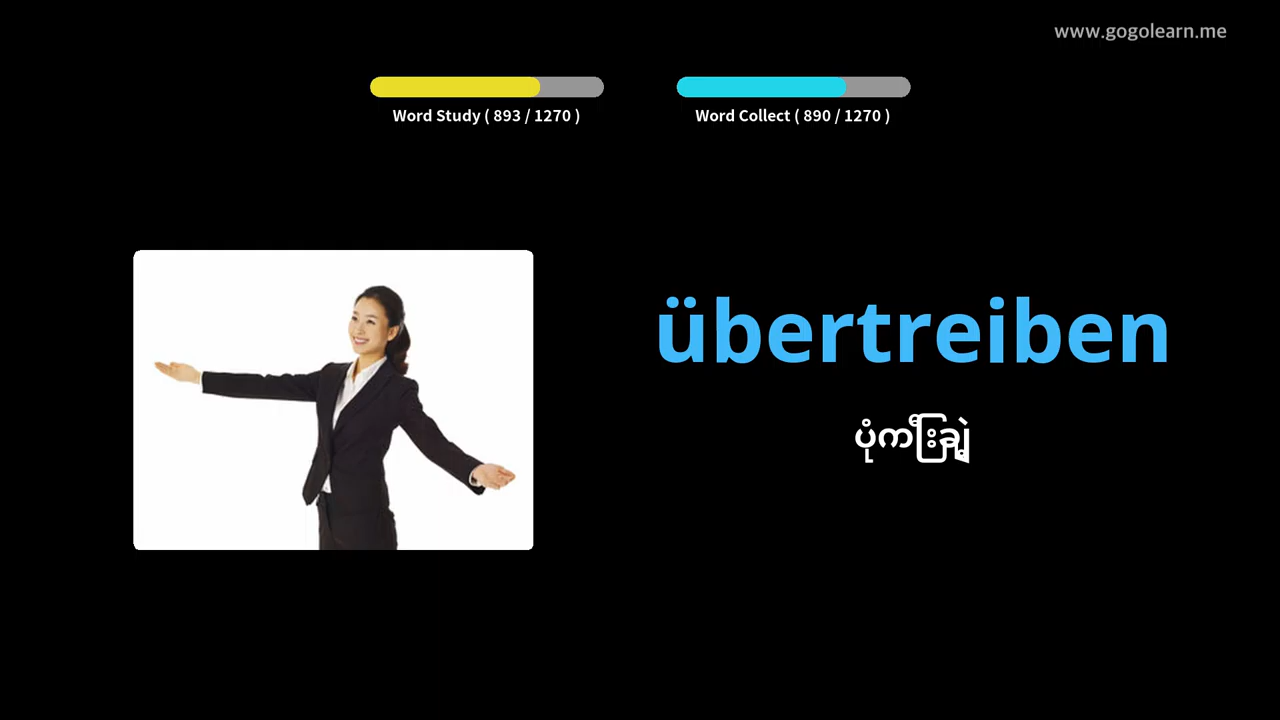 www.gogolearn.me
Word Study ( 893 / 1270 )
Word Collect ( 890 / 1270 )
übertreiben
ပုံကြီးချဲ့